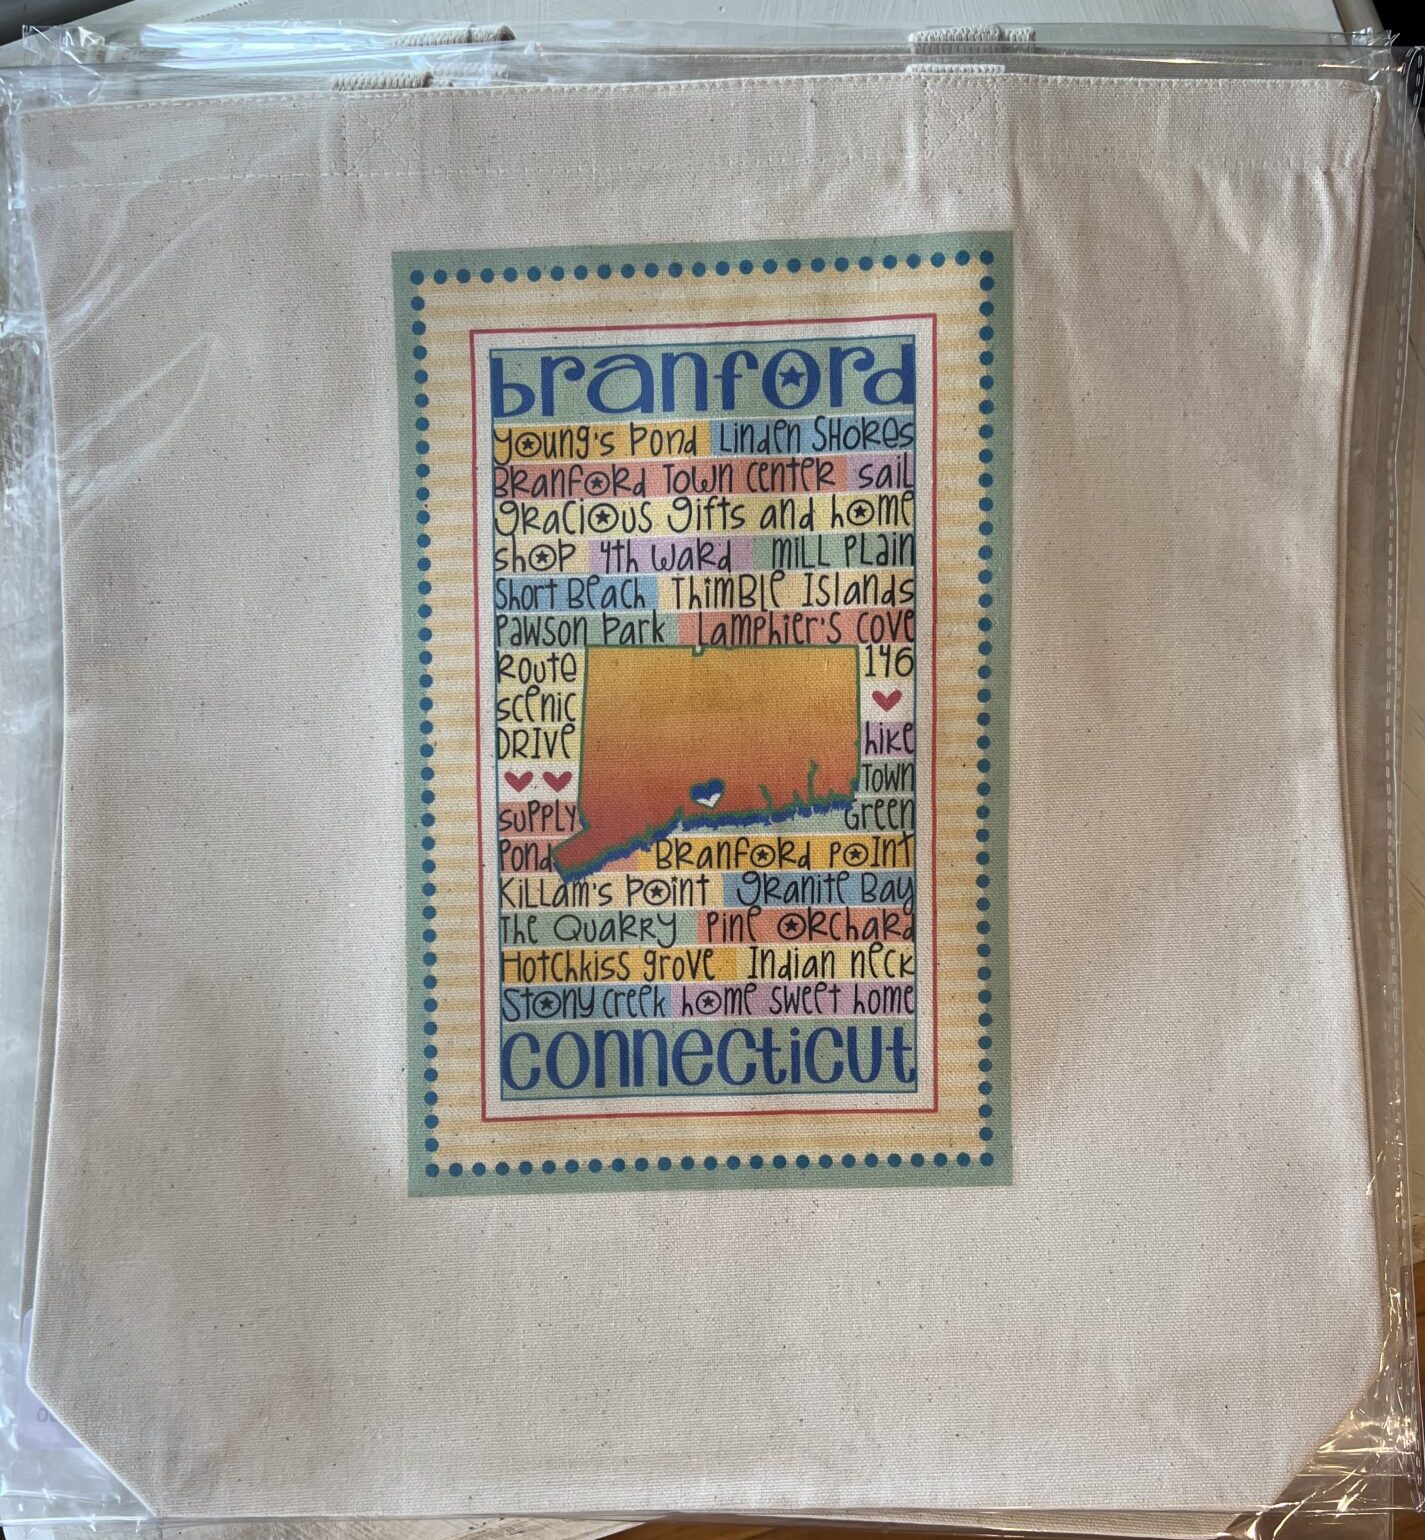 branford
Young's Pond Linden Shores
Branford Town Center sail
gracious gifts and home
shop 4th Ward Mill Plain
Short Beach Thimble Islands
Pawson Park Lamphier's Cove
Route 146
scenic
Drive hike
Town
supply Green
Pond Branford Point
Killam's Point Granite Bay
The Quarry Pine Orchard
Hotchkiss grove Indian neck
Stony Creek home sweet home
connecticut